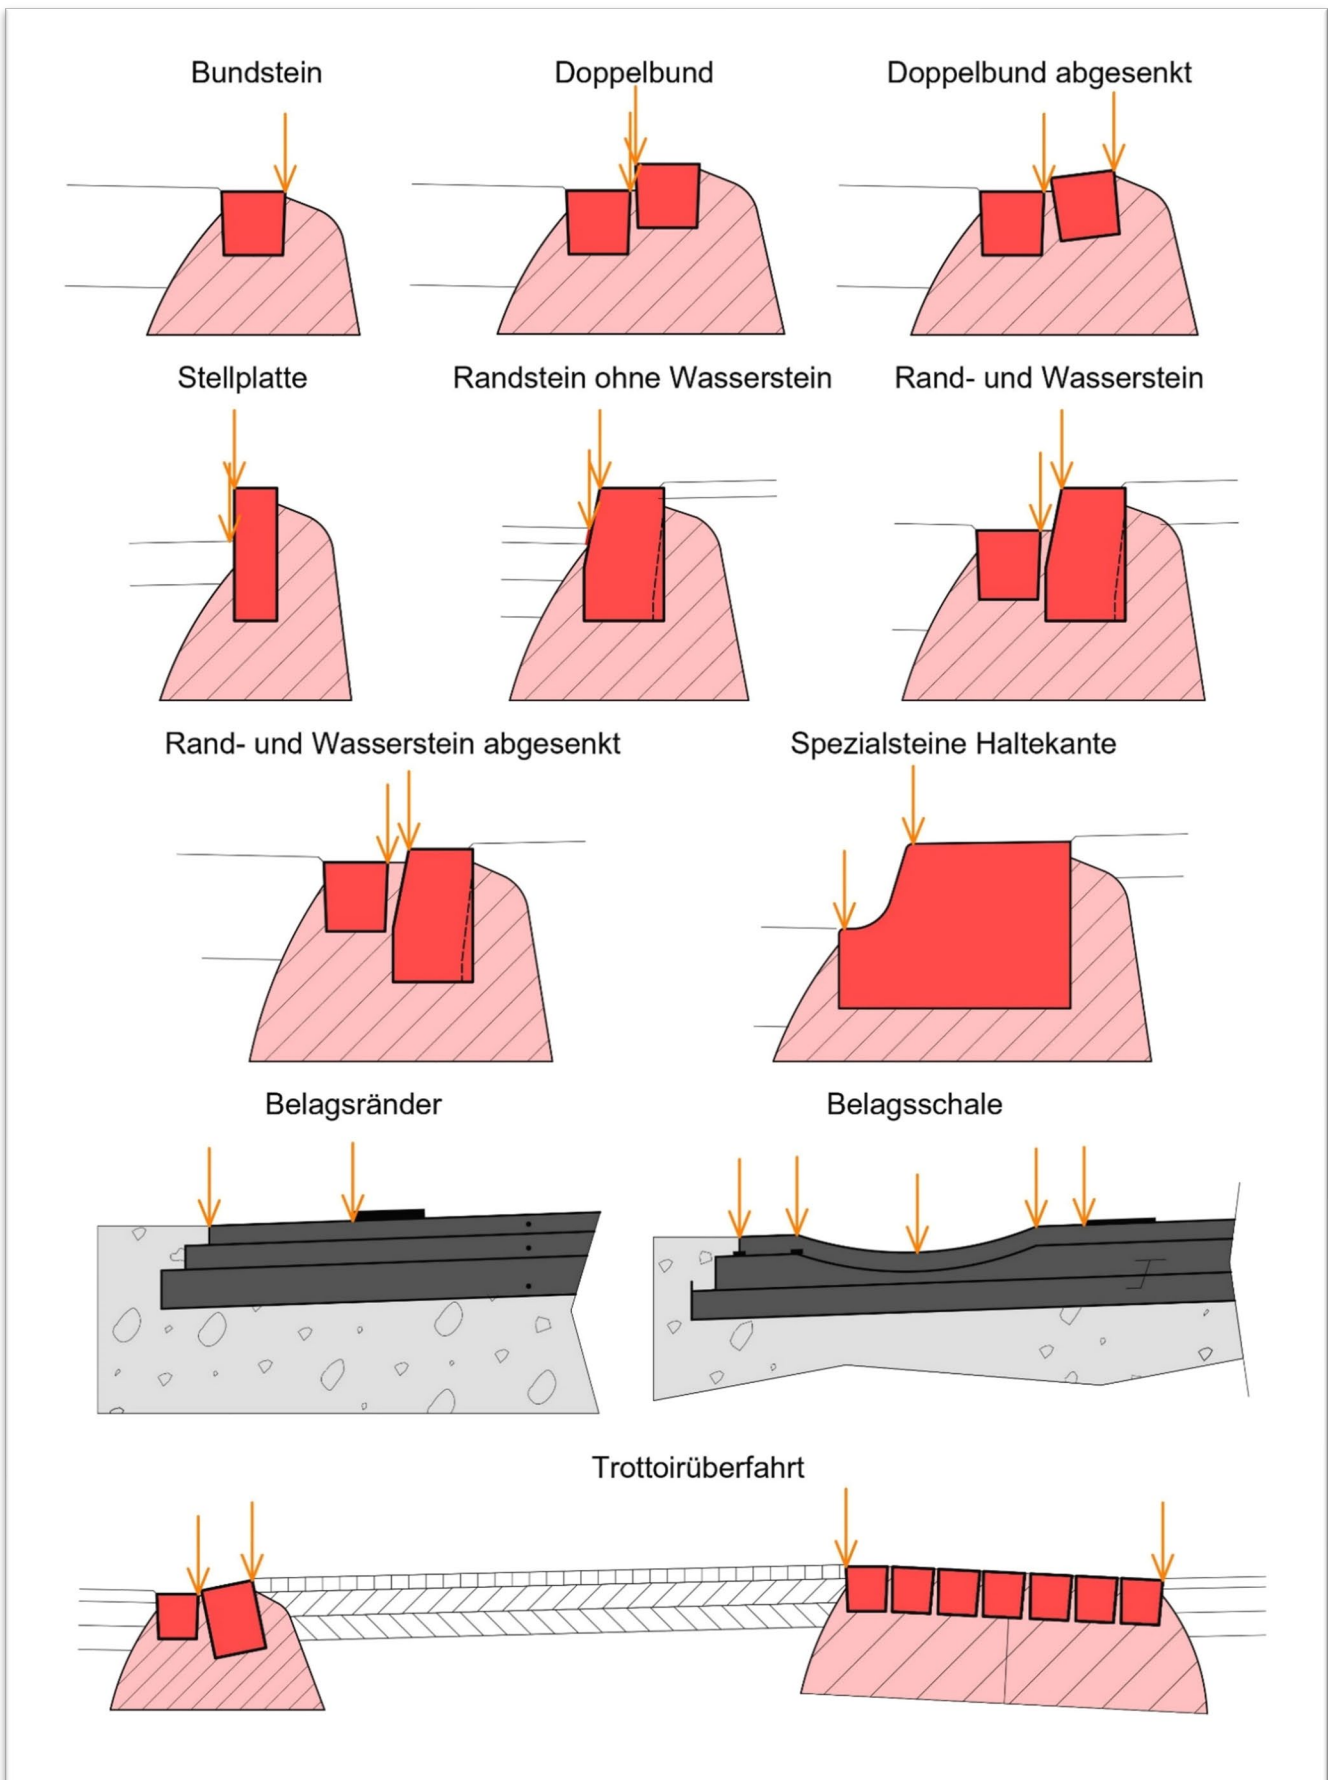 Bundstein
Doppelbund
Doppelbund abgesenkt
Stellplatte
Randstein ohne Wasserstein
Rand- und Wasserstein
Rand- und Wasserstein abgesenkt
Spezialsteine Haltekante
Belagsränder
Belagsschale
Trottoirüberfahrt